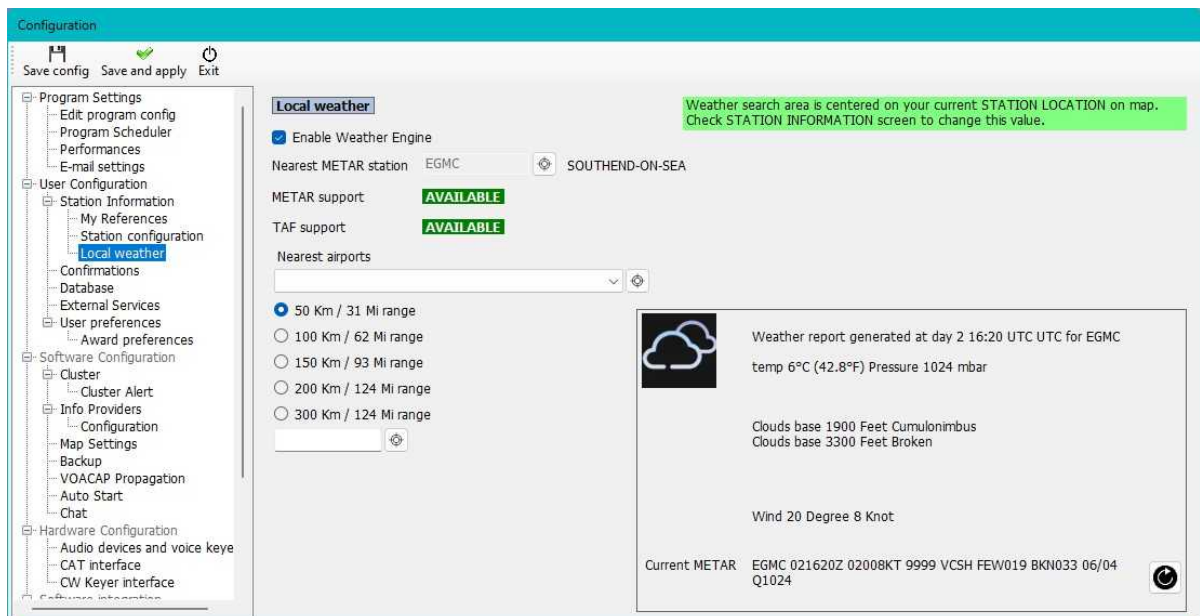 Configuration
Save config Save and apply Exit
Program Settings
Edit program config
Program Scheduler
Performances
E-mail settings
User Configuration
Station Information
My References
Station configuration
Local weather
Confirmations
Database
External Services
User preferences
Award preferences
Software Configuration
Cluster
Cluster Alert
Info Providers
Configuration
Map Settings
Backup
VOACAP Propagation
Auto Start
Chat
Hardware Configuration
Audio devices and voice keye
CAT interface
CW Keyer interface
Software integration
Local weather
Weather search area is centered on your current STATION LOCATION on map.
Check STATION INFORMATION screen to change this value.
Enable Weather Engine
Nearest METAR station EGMC SOUTHEND-ON-SEA
METAR support AVAILABLE
TAF support AVAILABLE
Nearest airports
50 Km / 31 Mi range
100 Km / 62 Mi range
150 Km / 93 Mi range
200 Km / 124 Mi range
300 Km / 124 Mi range
Weather report generated at day 2 16:20 UTC UTC for EGMC
temp 6°C (42.8°F) Pressure 1024 mbar
Clouds base 1900 Feet Cumulonimbus
Clouds base 3300 Feet Broken
Wind 20 Degree 8 Knot
Current METAR EGMC 021620Z 02008KT 9999 VCSH FEW019 BKN033 06/04
Q1024